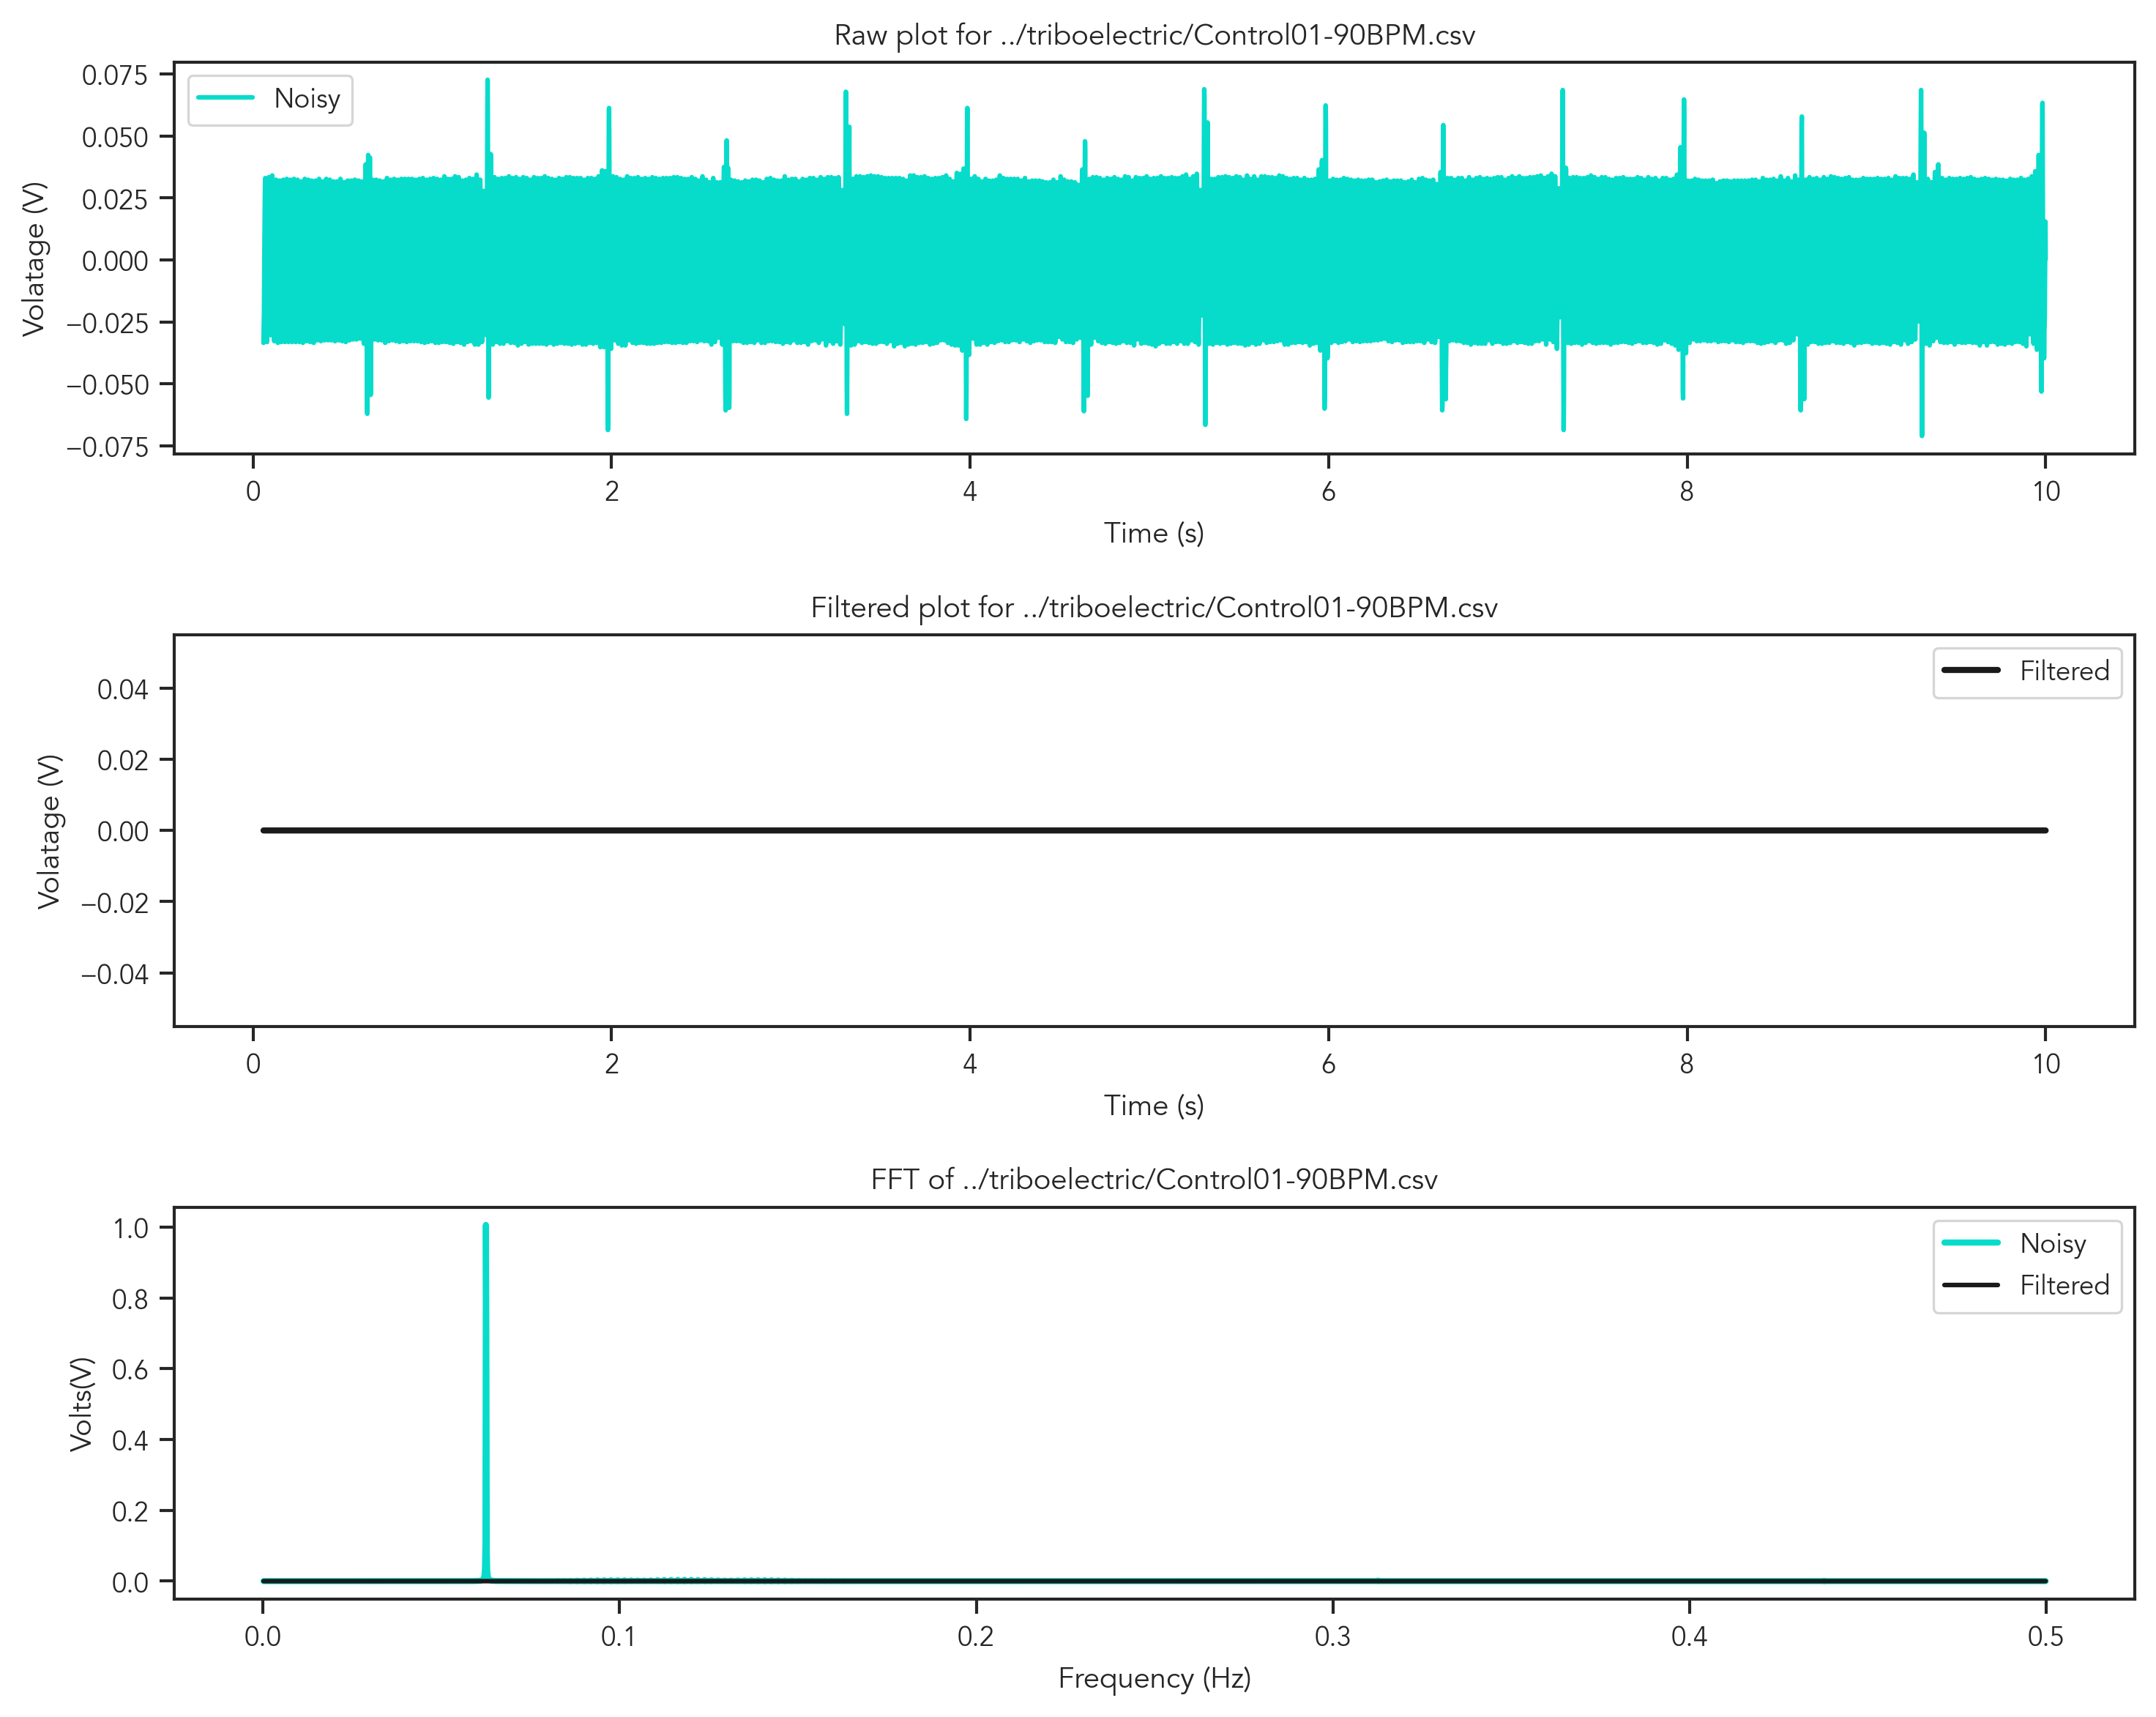 Raw plot for ../triboelectric/Control01-90BPM.csv
Noisy
0.075
0.050
0.025
0.000
−0.025
−0.050
−0.075
Volatage (V)
0 2 4 6 8 10
Time (s)
Filtered plot for ../triboelectric/Control01-90BPM.csv
Filtered
0.04
0.02
0.00
−0.02
−0.04
Volatage (V)
0 2 4 6 8 10
Time (s)
FFT of ../triboelectric/Control01-90BPM.csv
Noisy
Filtered
1.0
0.8
0.6
0.4
0.2
0.0
Volts(V)
0.0 0.1 0.2 0.3 0.4 0.5
Frequency (Hz)